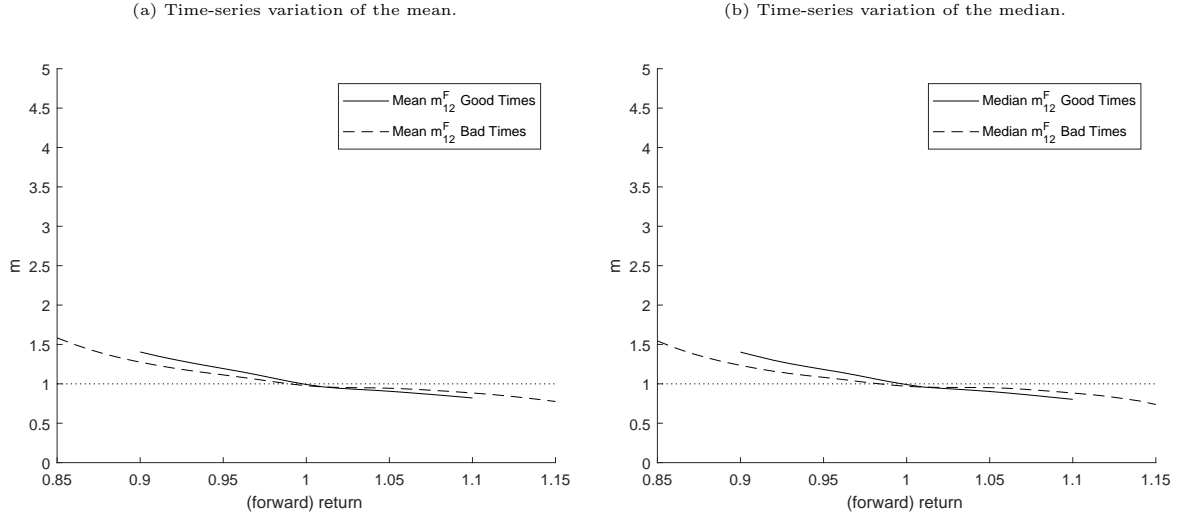 (a) Time-series variation of the mean.
5
4.5
4
3.5
3
2.5
2
1.5
1
0.5
0
m
Mean m₁₂ᶠ Good Times
Mean m₁₂ᶠ Bad Times
0.85 0.9 0.95 1 1.05 1.1 1.15
(forward) return
(b) Time-series variation of the median.
5
4.5
4
3.5
3
2.5
2
1.5
1
0.5
0
m
Median m₁₂ᶠ Good Times
Median m₁₂ᶠ Bad Times
0.85 0.9 0.95 1 1.05 1.1 1.15
(forward) return